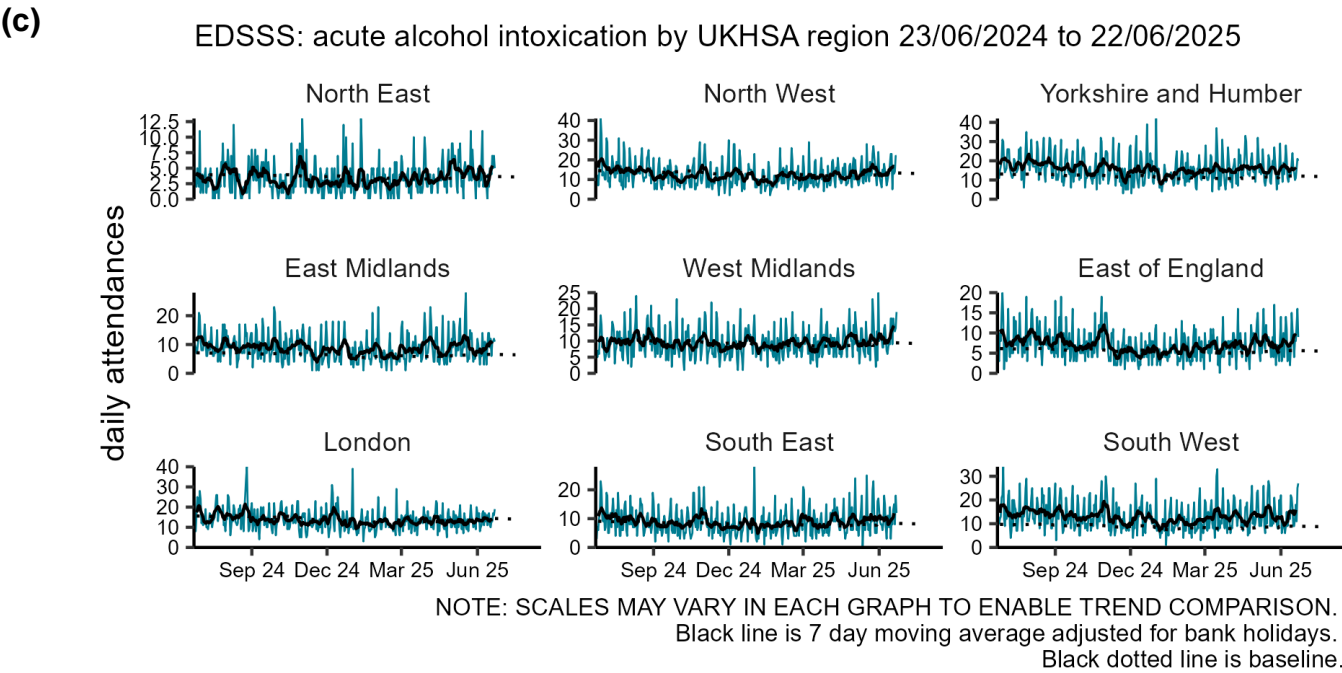 (c)
EDSSS: acute alcohol intoxication by UKHSA region 23/06/2024 to 22/06/2025
daily attendances
North East
12.5
10.0
7.5
5.0
2.5
0.0
North West
40
30
20
10
0
Yorkshire and Humber
40
30
20
10
0
East Midlands
20
10
0
West Midlands
25
20
15
10
5
0
East of England
20
15
10
5
0
London
40
30
20
10
0
Sep 24 Dec 24 Mar 25 Jun 25
South East
20
10
0
Sep 24 Dec 24 Mar 25 Jun 25
South West
30
20
10
0
Sep 24 Dec 24 Mar 25 Jun 25
NOTE: SCALES MAY VARY IN EACH GRAPH TO ENABLE TREND COMPARISON.
Black line is 7 day moving average adjusted for bank holidays.
Black dotted line is baseline.